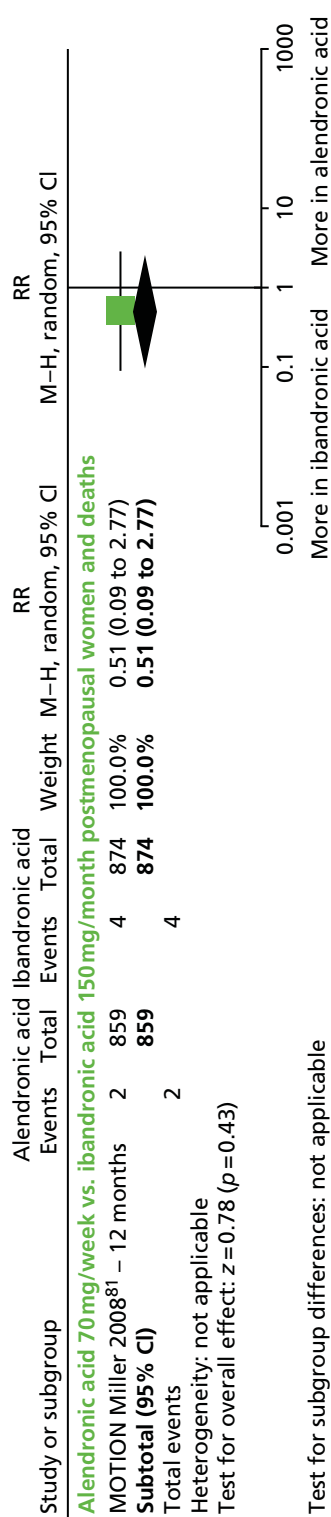 Alendronic acid Ibandronic acid RR RR
Study or subgroup Events Total Events Total Weight M–H, random, 95% CI M–H, random, 95% CI
Alendronic acid 70 mg/week vs. ibandronic acid 150 mg/month postmenopausal women and deaths
MOTION Miller 2008⁸¹ – 12 months 2 859 4 874 100.0% 0.51 (0.09 to 2.77)
Subtotal (95% CI) 859 874 100.0% 0.51 (0.09 to 2.77)
Total events 2 4
Heterogeneity: not applicable
Test for overall effect: z=0.78 (p=0.43)
0.001 0.1 1 10 1000
Test for subgroup differences: not applicable More in ibandronic acid More in alendronic acid